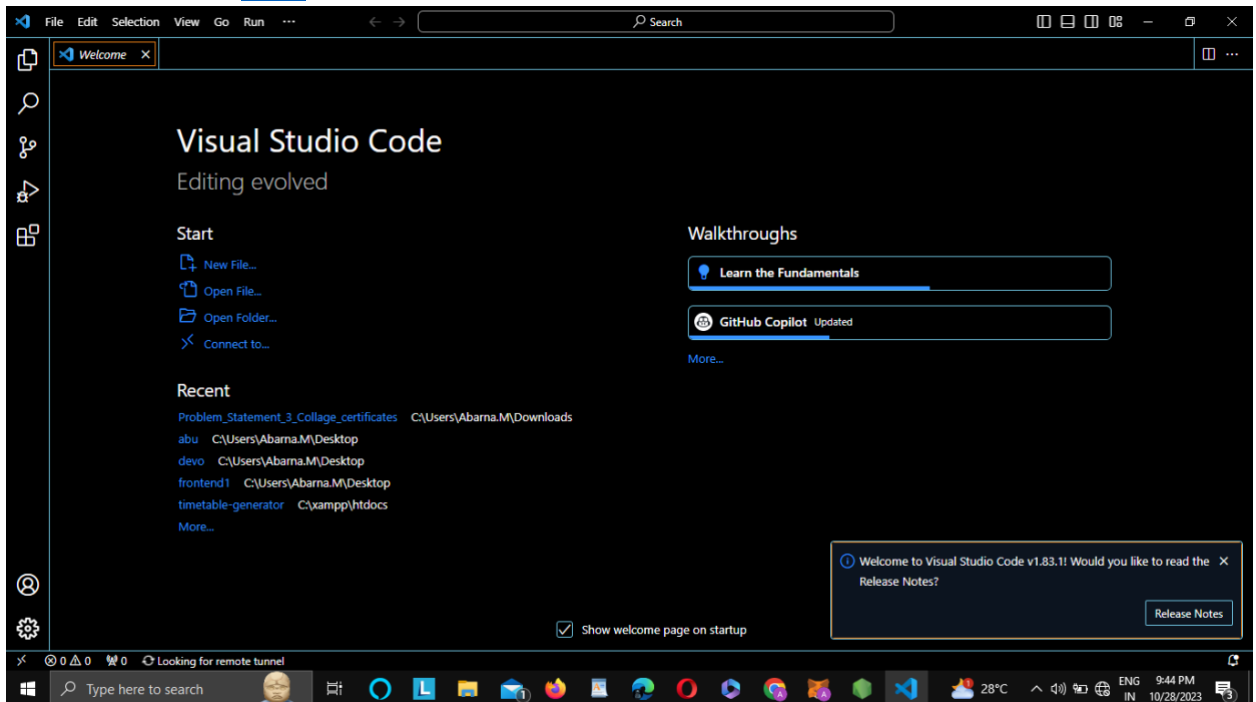 File Edit Selection View Go Run ··· Search
Welcome
Visual Studio Code
Editing evolved
Start
New File...
Open File...
Open Folder...
Connect to...
Recent
Problem_Statement_3_Collage_certificates C:\Users\Abarna.M\Downloads
abu C:\Users\Abarna.M\Desktop
devo C:\Users\Abarna.M\Desktop
frontend1 C:\Users\Abarna.M\Desktop
timetable-generator C:\xampp\htdocs
More...
Walkthroughs
Learn the Fundamentals
GitHub Copilot Updated
More...
Welcome to Visual Studio Code v1.83.1! Would you like to read the
Release Notes?
Release Notes
Show welcome page on startup
0 0 0 Looking for remote tunnel
Type here to search L 1 28°C ENG 9:44 PM
IN 10/28/2023 3